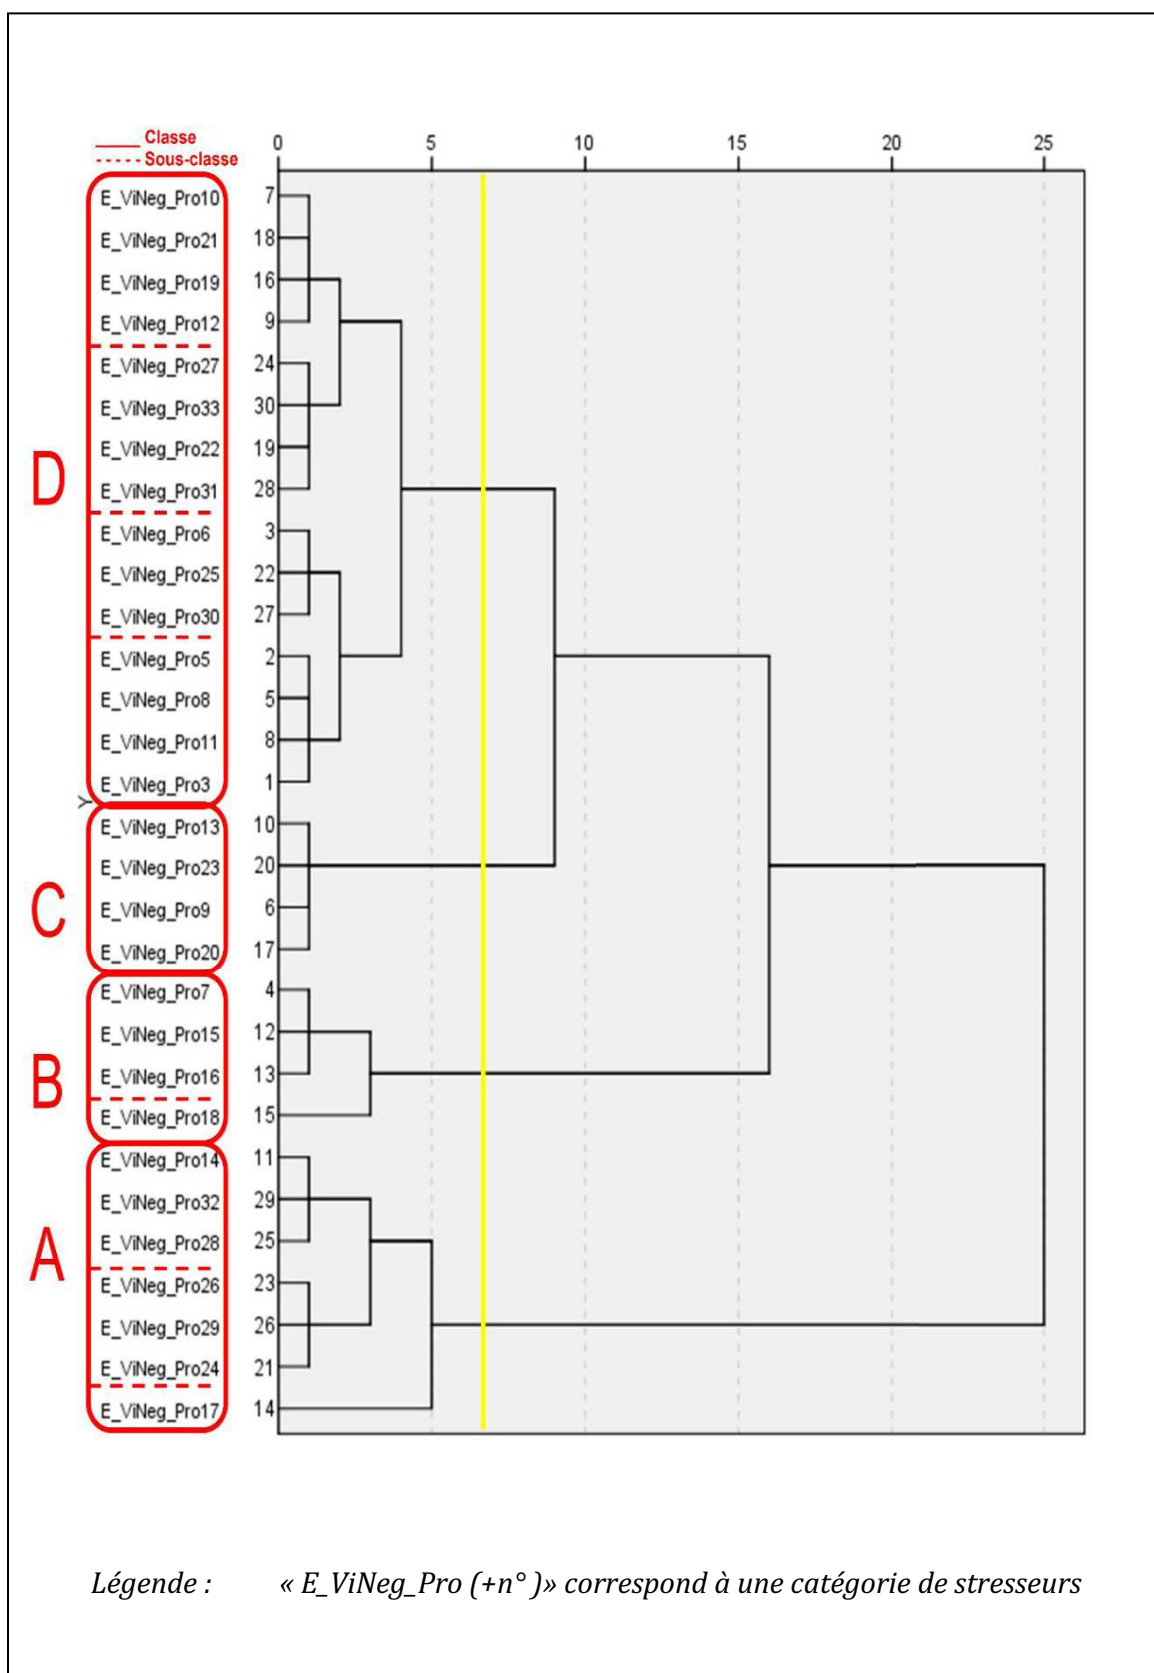 Classe
Sous-classe
0 5 10 15 20 25
E_ViNeg_Pro10 7
E_ViNeg_Pro21 18
E_ViNeg_Pro19 16
E_ViNeg_Pro12 9
E_ViNeg_Pro27 24
E_ViNeg_Pro33 30
E_ViNeg_Pro22 19
D
E_ViNeg_Pro31 28
E_ViNeg_Pro6 3
E_ViNeg_Pro25 22
E_ViNeg_Pro30 27
E_ViNeg_Pro5 2
E_ViNeg_Pro8 5
E_ViNeg_Pro11 8
E_ViNeg_Pro3 1
Y
E_ViNeg_Pro13 10
E_ViNeg_Pro23 20
C
E_ViNeg_Pro9 6
E_ViNeg_Pro20 17
E_ViNeg_Pro7 4
E_ViNeg_Pro15 12
B
E_ViNeg_Pro16 13
E_ViNeg_Pro18 15
E_ViNeg_Pro14 11
E_ViNeg_Pro32 29
A
E_ViNeg_Pro28 25
E_ViNeg_Pro26 23
E_ViNeg_Pro29 26
E_ViNeg_Pro24 21
E_ViNeg_Pro17 14
Légende : « E_ViNeg_Pro (+n° )» correspond à une catégorie de stresseurs